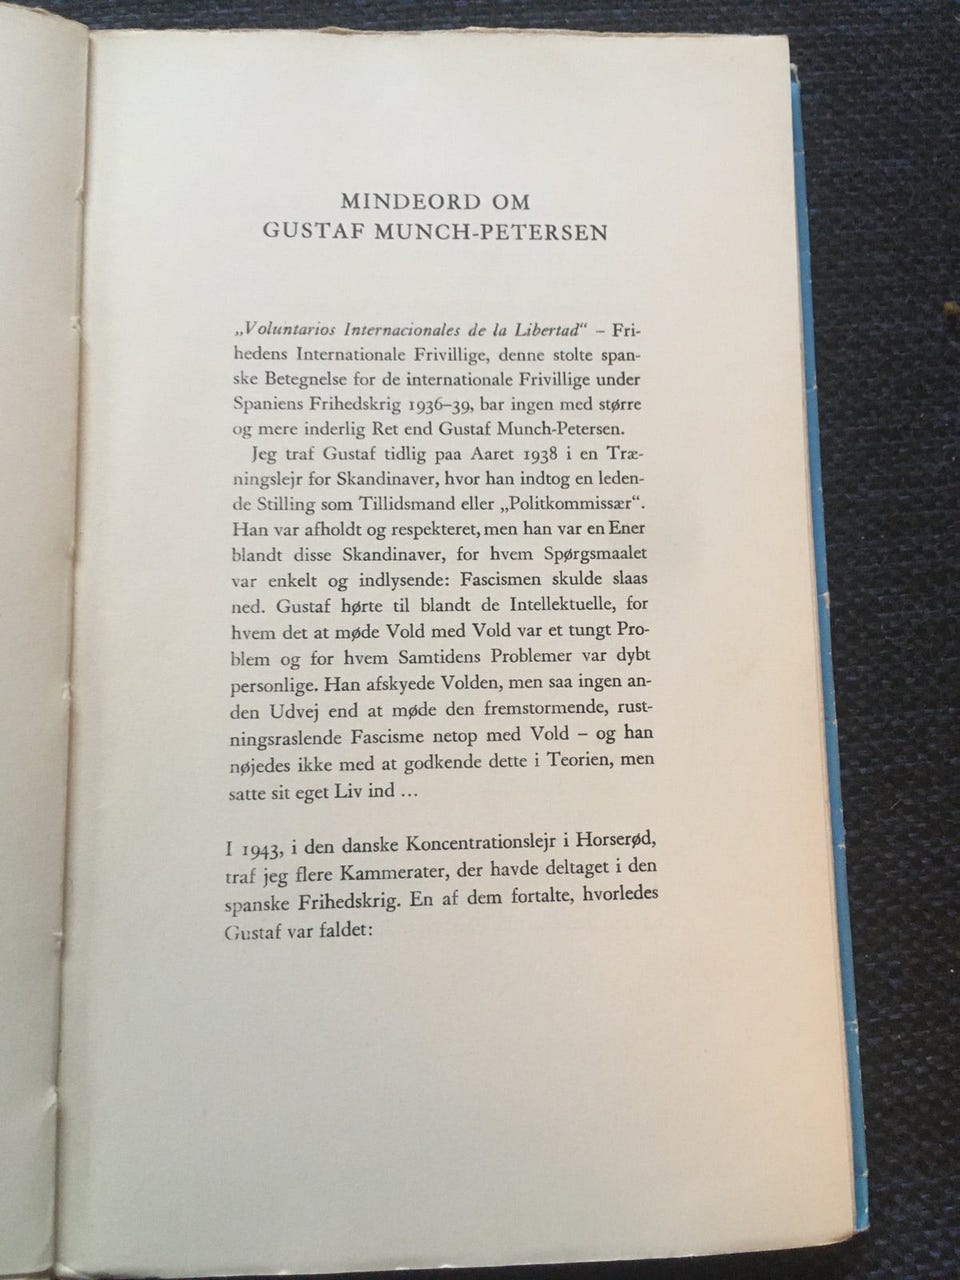 MINDEORD OM
GUSTAF MUNCH-PETERSEN
„Voluntarios Internacionales de la Libertad“ – Fri-
hedens Internationale Frivillige, denne stolte span-
ske Betegnelse for de internationale Frivillige under
Spaniens Frihedskrig 1936–39, bar ingen med større
og mere inderlig Ret end Gustaf Munch-Petersen.
Jeg traf Gustaf tidlig paa Aaret 1938 i en Træ-
ningslejr for Skandinaver, hvor han indtog en leden-
de Stilling som Tillidsmand eller „Politkommissær“.
Han var afholdt og respekteret, men han var en Ener
blandt disse Skandinaver, for hvem Spørgsmaalet
var enkelt og indlysende: Fascismen skulde slaas
ned. Gustaf hørte til blandt de Intellektuelle, for
hvem det at møde Vold med Vold var et tungt Pro-
blem og for hvem Samtidens Problemer var dybt
personlige. Han afskyede Volden, men saa ingen an-
den Udvej end at møde den fremstormende, rust-
ningsraslende Fascisme netop med Vold – og han
nøjedes ikke med at godkende dette i Teorien, men
satte sit eget Liv ind ...
I 1943, i den danske Koncentrationslejr i Horserød,
traf jeg flere Kammerater, der havde deltaget i den
spanske Frihedskrig. En af dem fortalte, hvorledes
Gustaf var faldet: